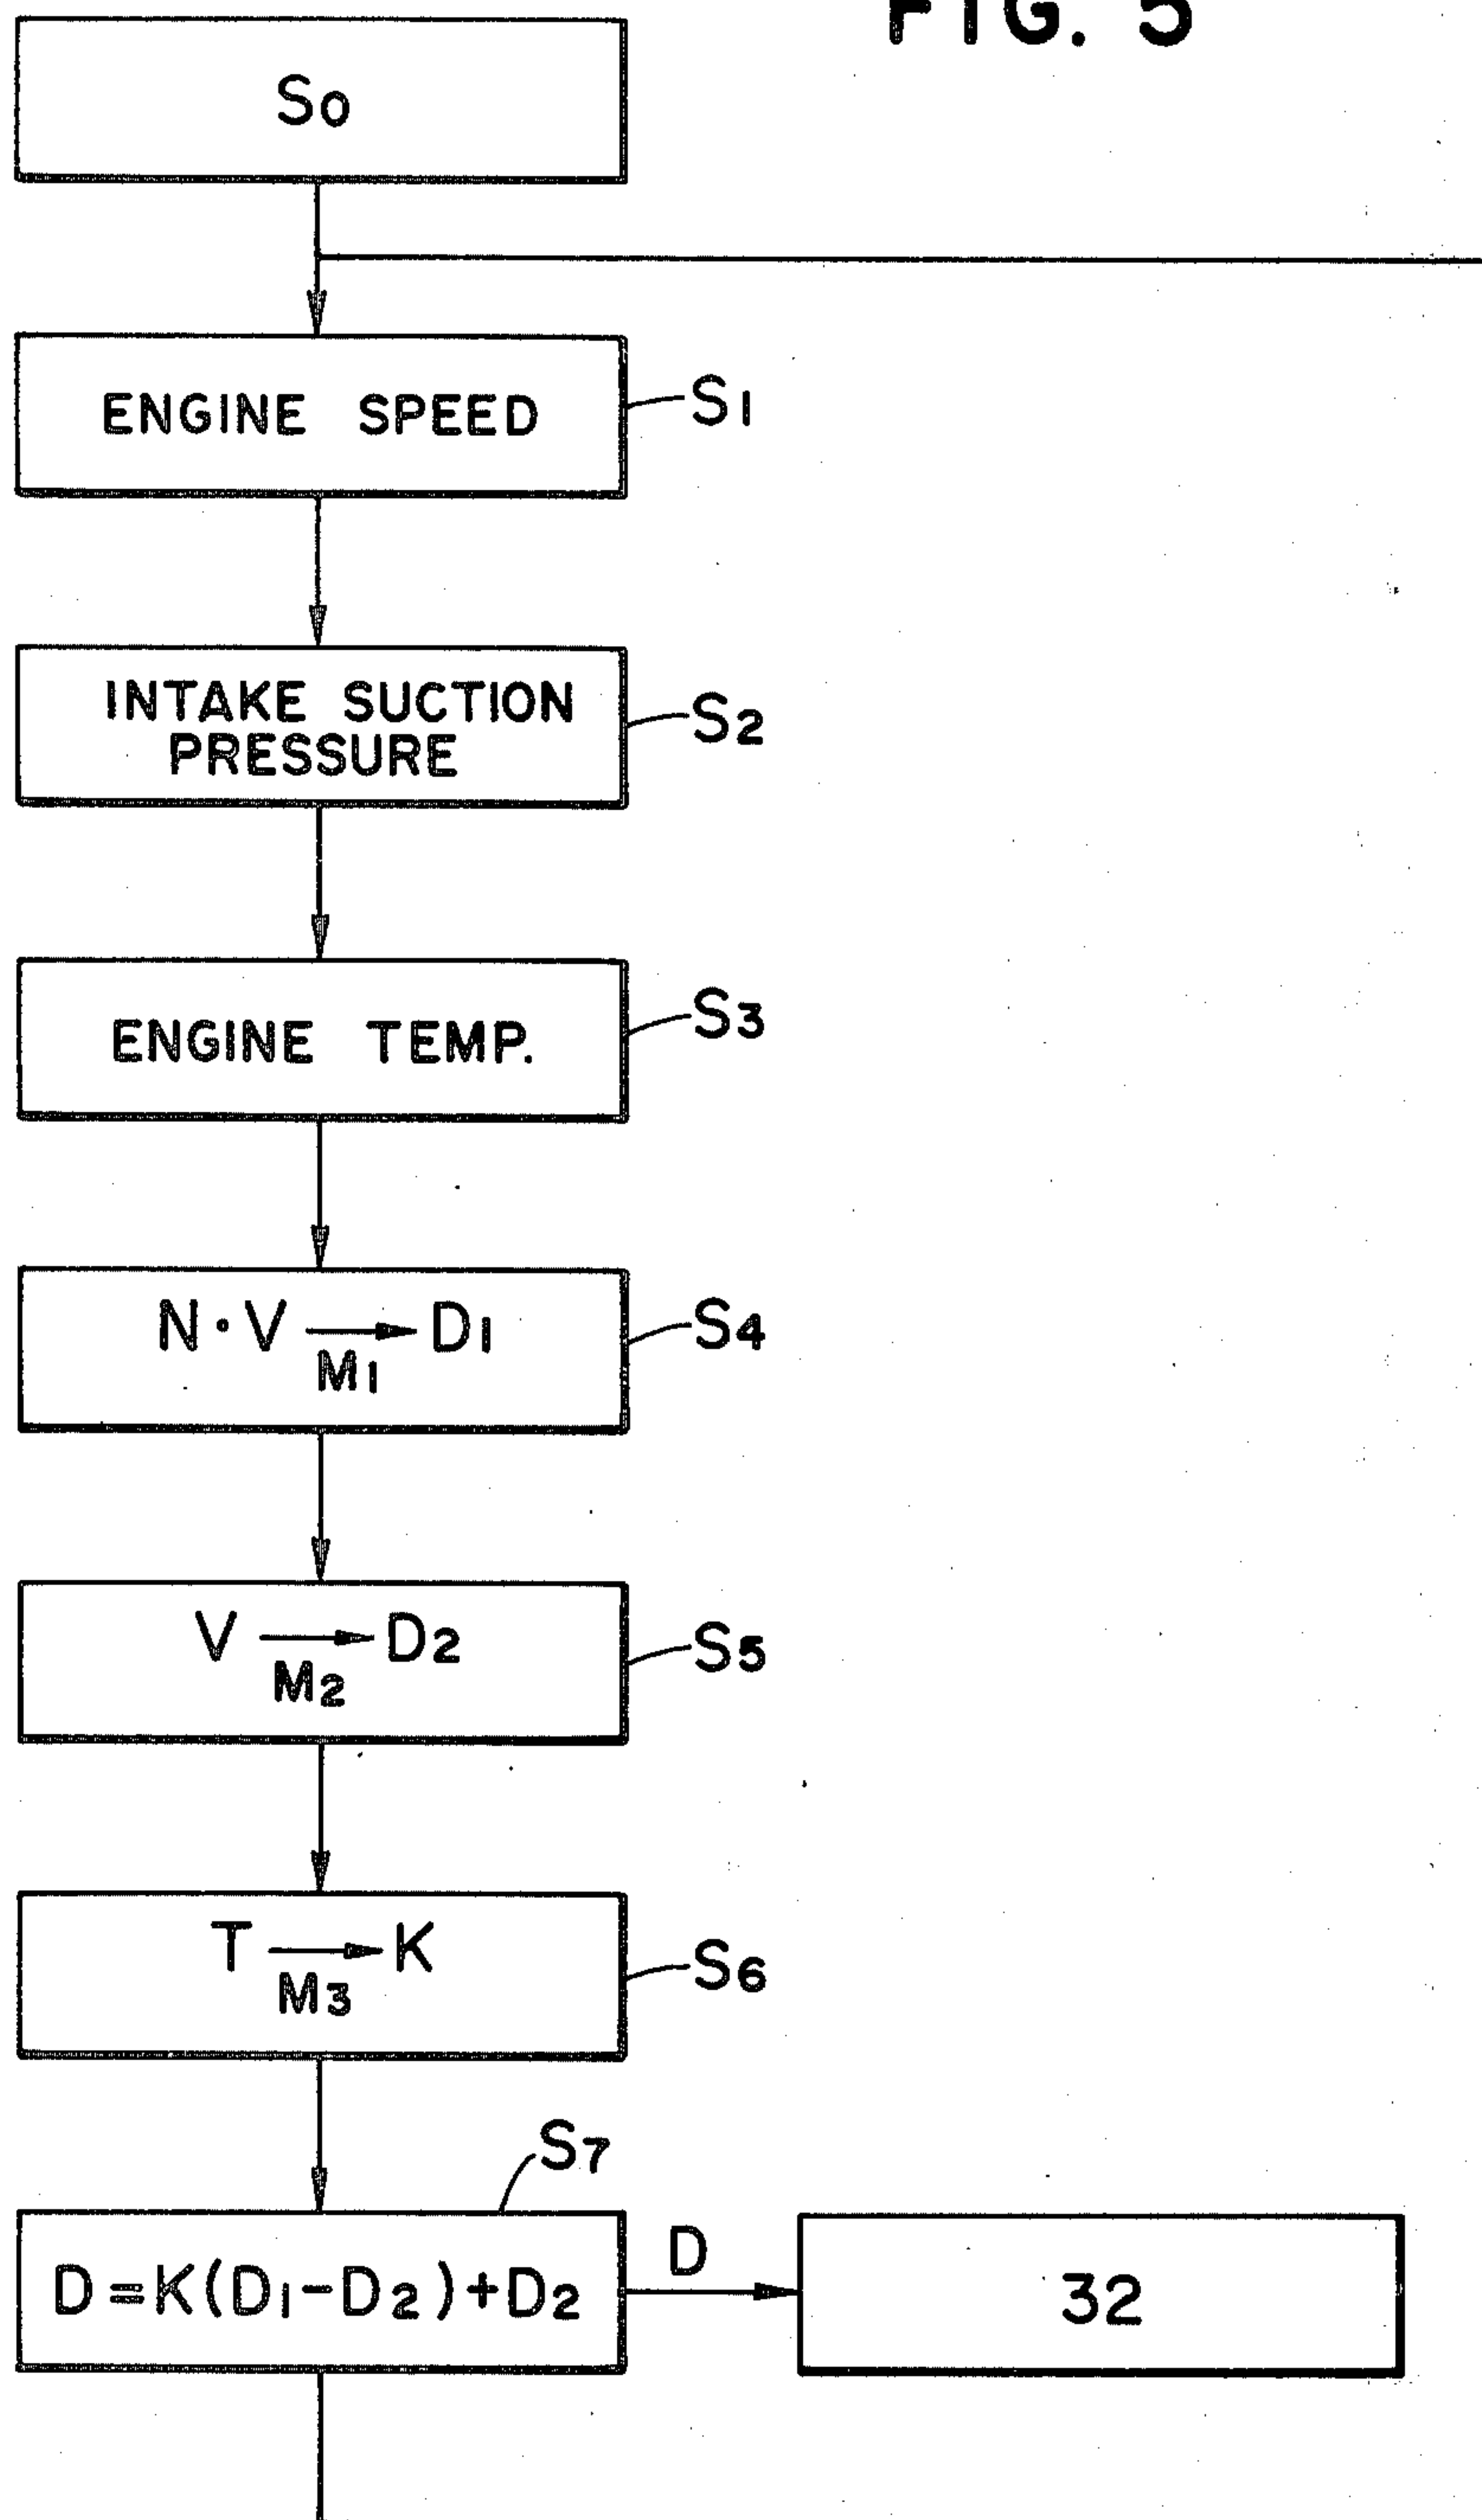 FIG. 5
S0
ENGINE SPEED
S1
INTAKE SUCTION
PRESSURE
S2
ENGINE TEMP.
S3
N·V → D1
M1
S4
V → D2
M2
S5
T → K
M3
S6
S7
D=K(D1-D2)+D2
D
32